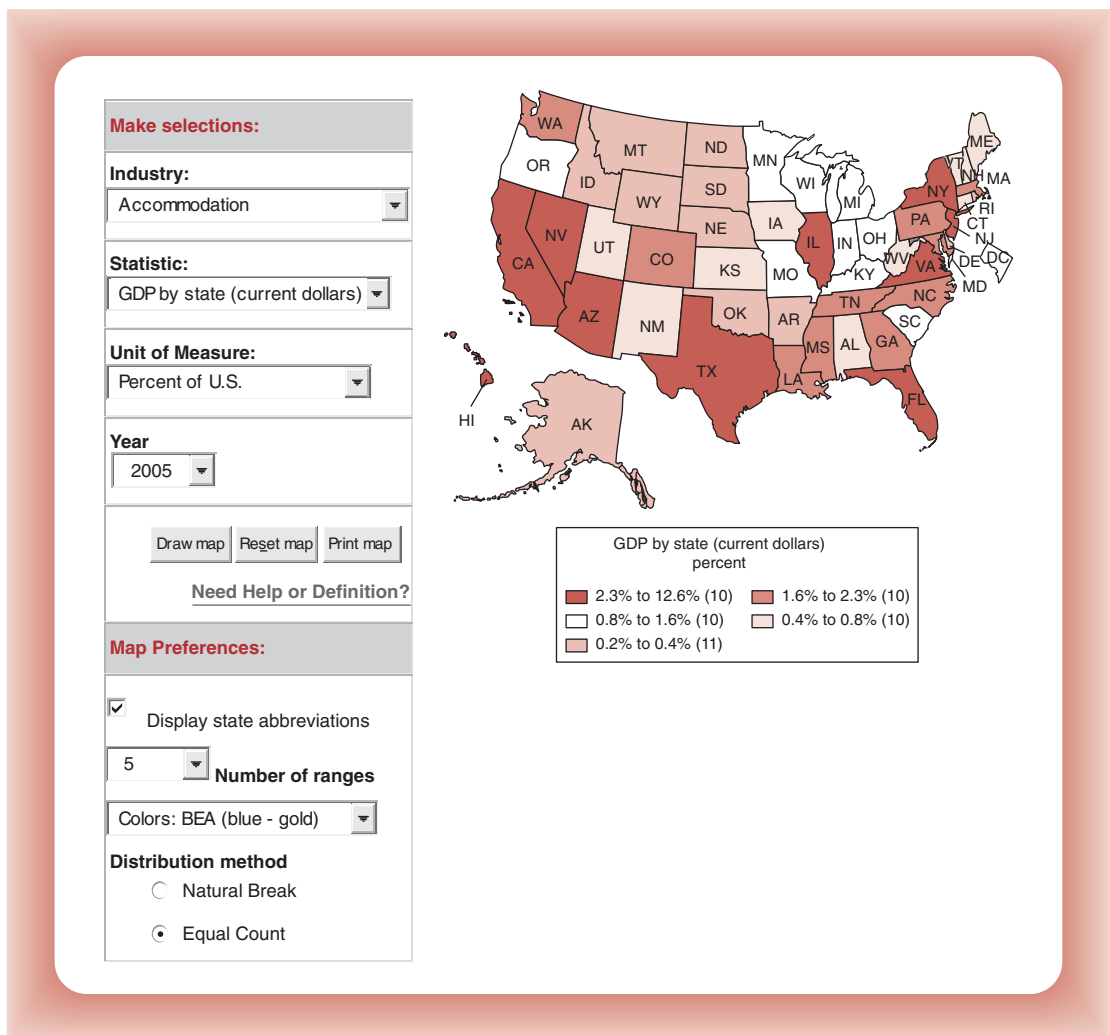 Make selections:
Industry:
Accommodation
Statistic:
GDP by state (current dollars)
Unit of Measure:
Percent of U.S.
Year
2005
Draw map Reset map Print map
Need Help or Definition?
Map Preferences:
Display state abbreviations
5 Number of ranges
Colors: BEA (blue - gold)
Distribution method
Natural Break
Equal Count
WA
OR
MT
ID
ND
MN
SD
WY
WI
MI
ME
VT
NH
MA
NY
RI
CT
PA
NJ
NE
IA
NV
UT
CA
CO
KS
MO
IL
IN
OH
WV
VA
DE
DC
MD
KY
AZ
NM
OK
AR
TN
NC
SC
MS
AL
GA
TX
LA
FL
HI
AK
GDP by state (current dollars)
percent
2.3% to 12.6% (10) 1.6% to 2.3% (10)
0.8% to 1.6% (10) 0.4% to 0.8% (10)
0.2% to 0.4% (11)